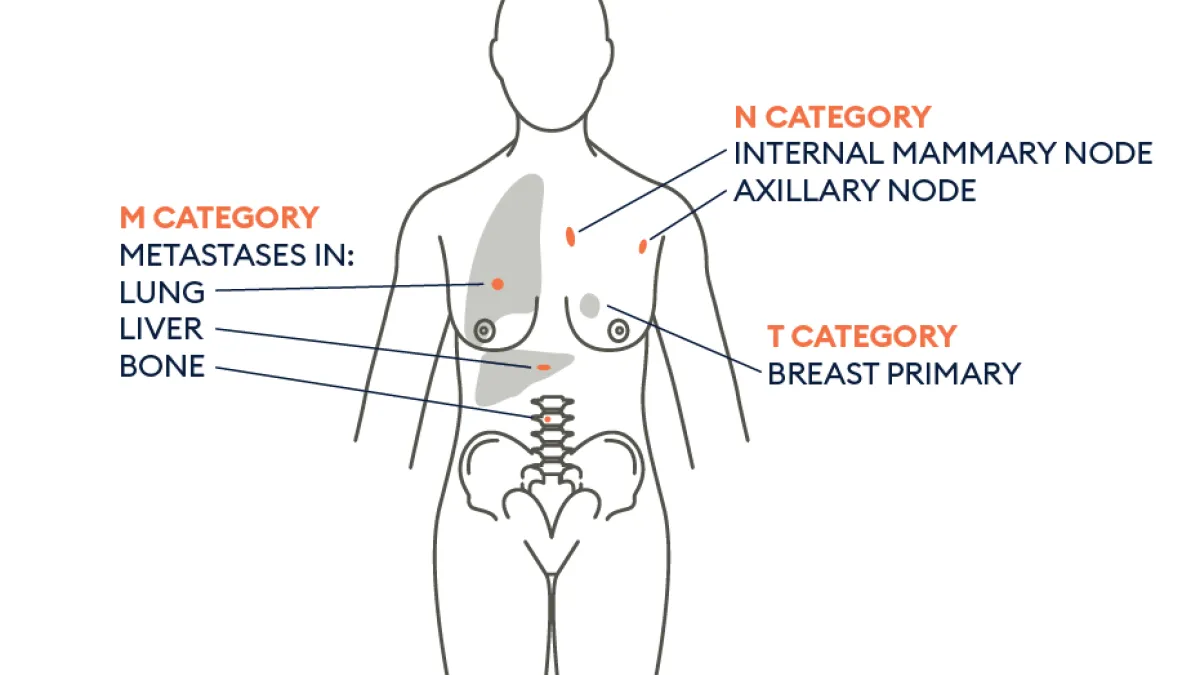 N CATEGORY
INTERNAL MAMMARY NODE
AXILLARY NODE
M CATEGORY
METASTASES IN:
LUNG
LIVER
BONE
T CATEGORY
BREAST PRIMARY